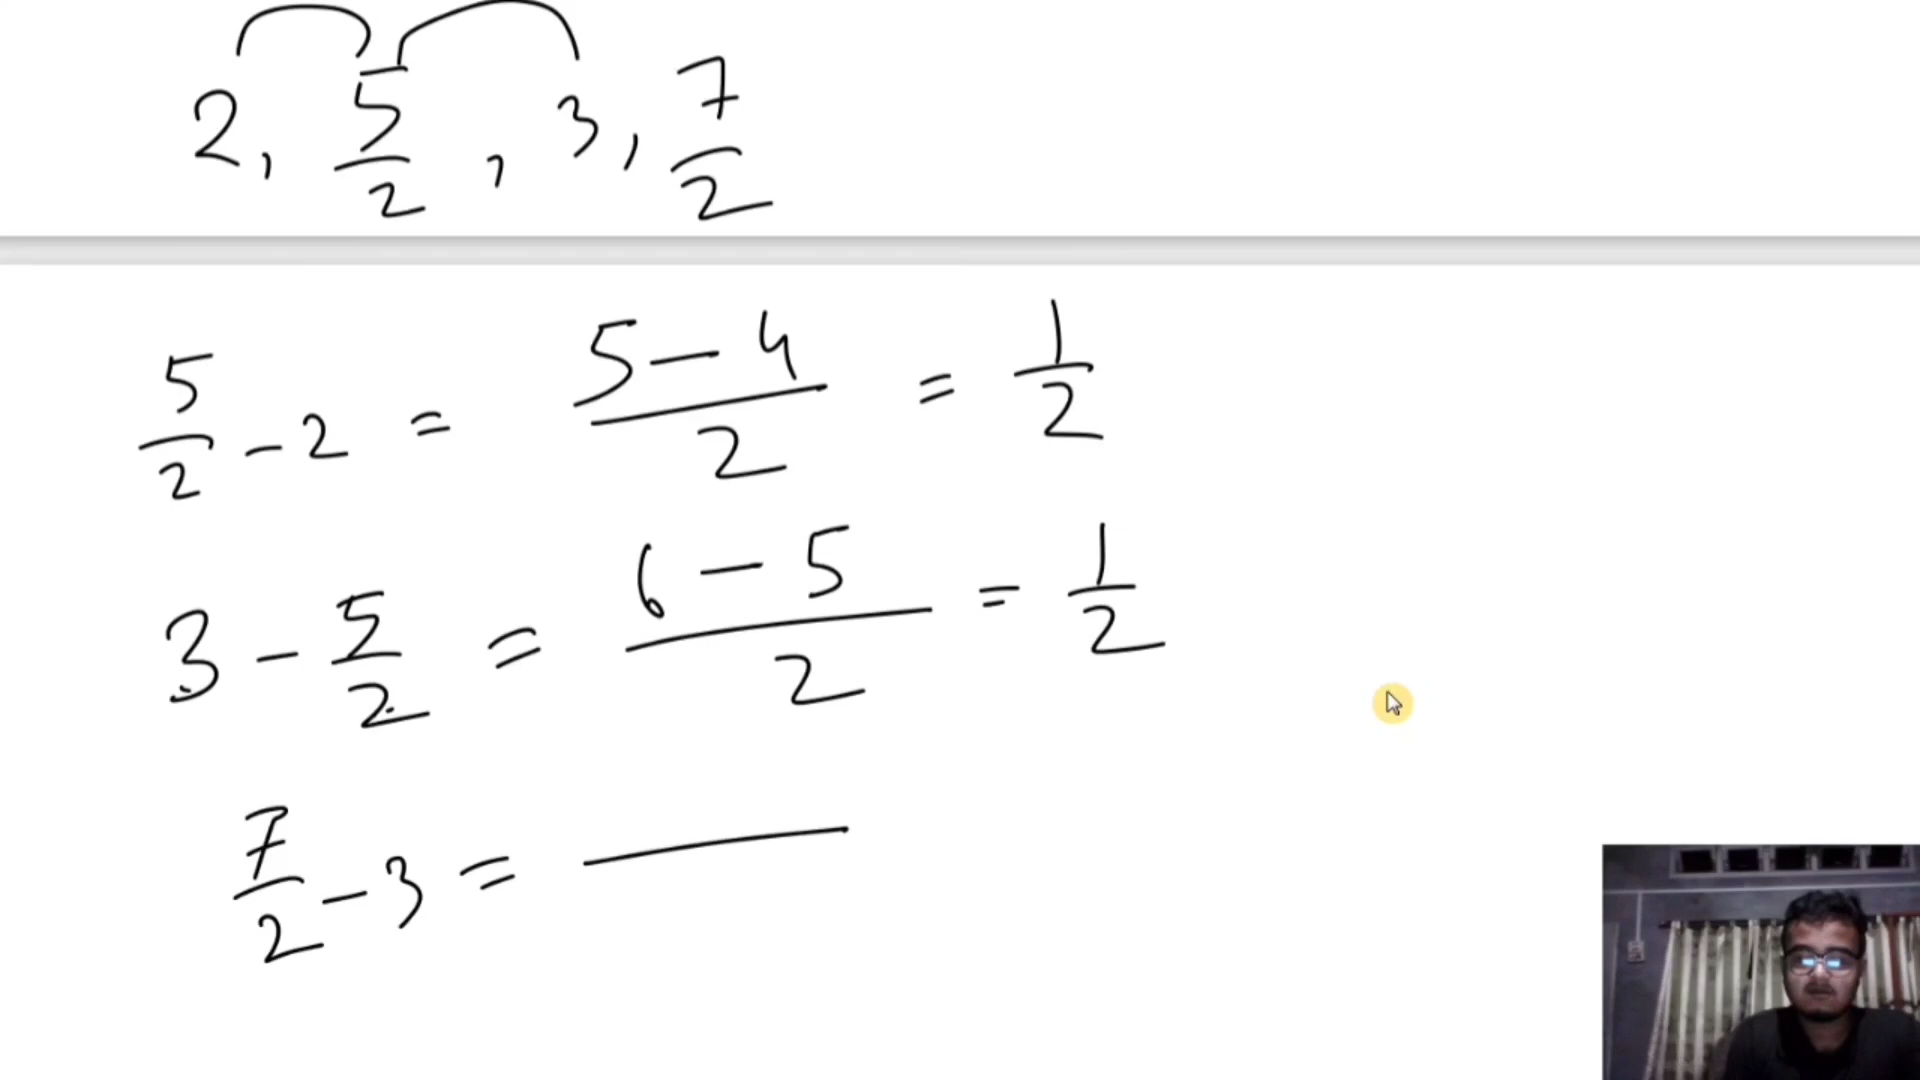 2, 5/2, 3, 7/2
5/2 - 2 = (5 - 4)/2 = 1/2
3 - 5/2 = (6 - 5)/2 = 1/2
7/2 - 3 =